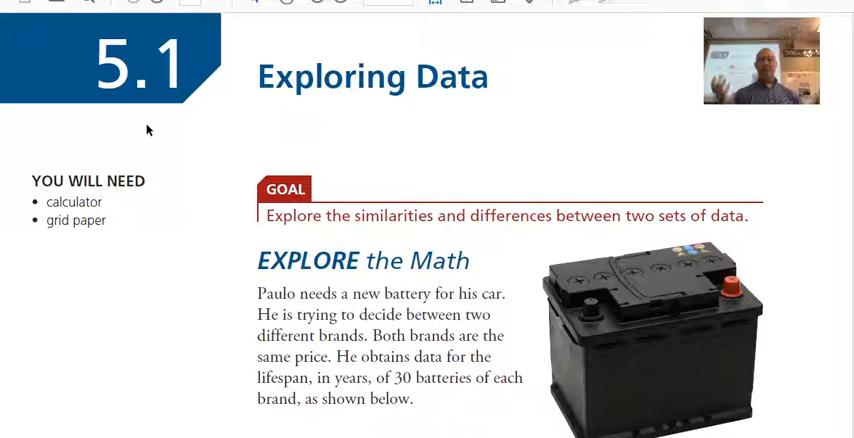 5.1
Exploring Data
YOU WILL NEED
• calculator
• grid paper
GOAL
Explore the similarities and differences between two sets of data.
EXPLORE the Math
Paulo needs a new battery for his car.
He is trying to decide between two
different brands. Both brands are the
same price. He obtains data for the
lifespan, in years, of 30 batteries of each
brand, as shown below.